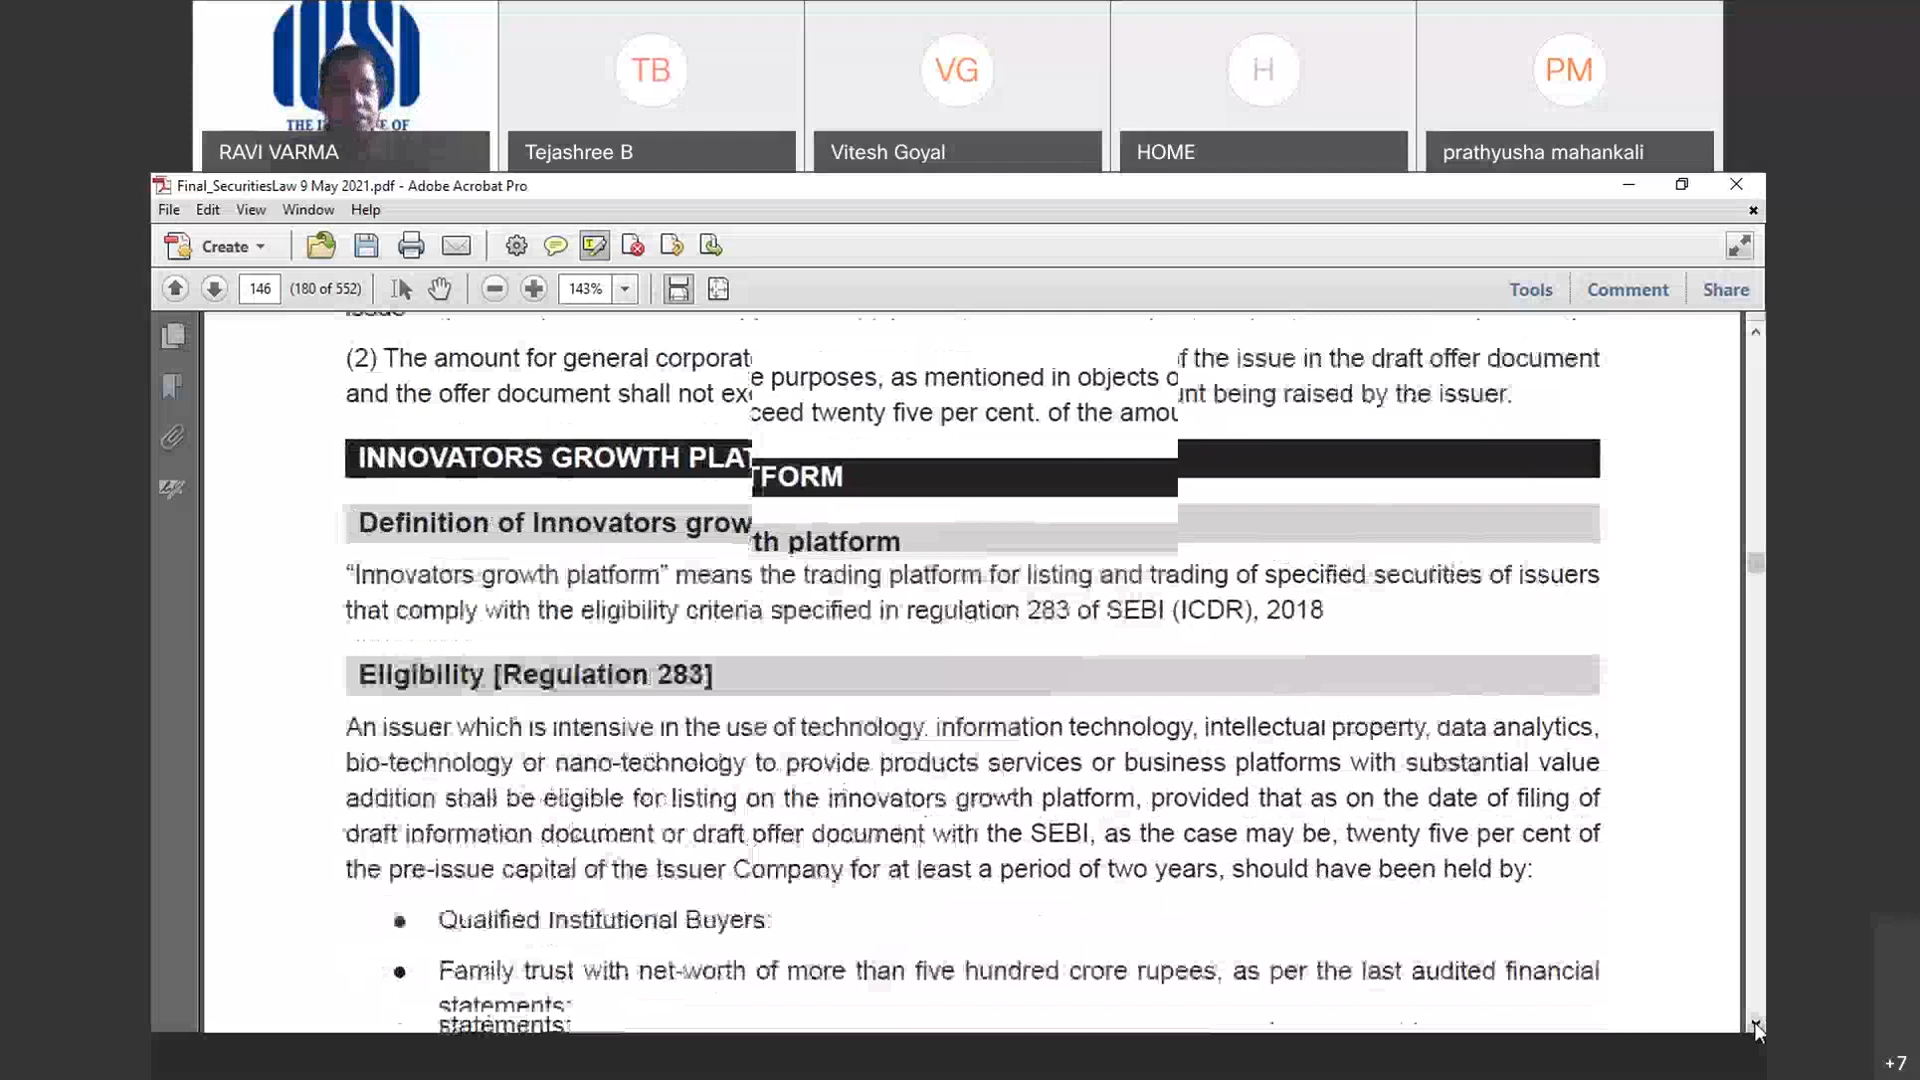 THE I E OF
RAVI VARMA
TB
Tejashree B
VG
Vitesh Goyal
H
HOME
PM
prathyusha mahankali
Final_SecuritiesLaw 9 May 2021.pdf - Adobe Acrobat Pro
File Edit View Window Help
Create
146 (180 of 552) 143% Tools Comment Share
issue
(2) The amount for general corporate purposes, as mentioned in objects of the issue in the draft offer document
and the offer document shall not exceed twenty five per cent. of the amount being raised by the issuer.
INNOVATORS GROWTH PLATFORM
Definition of Innovators growth platform
“Innovators growth platform” means the trading platform for listing and trading of specified securities of issuers
that comply with the eligibility criteria specified in regulation 283 of SEBI (ICDR), 2018
Eligibility [Regulation 283]
An issuer which is intensive in the use of technology, information technology, intellectual property, data analytics,
bio-technology or nano-technology to provide products services or business platforms with substantial value
addition shall be eligible for listing on the innovators growth platform, provided that as on the date of filing of
draft information document or draft offer document with the SEBI, as the case may be, twenty five per cent of
the pre-issue capital of the Issuer Company for at least a period of two years, should have been held by:
● Qualified Institutional Buyers;
● Family trust with net-worth of more than five hundred crore rupees, as per the last audited financial
statements;
statements;
+7